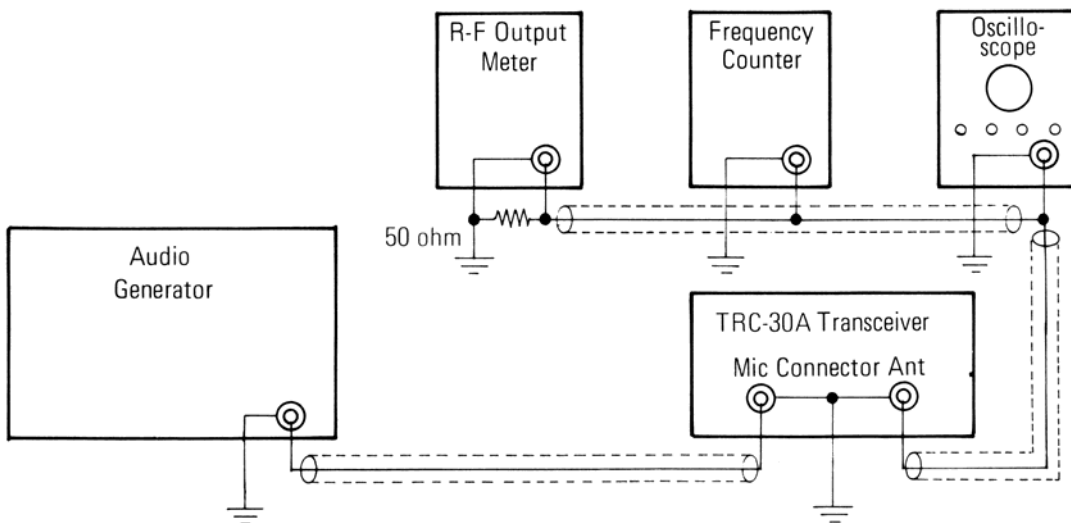 R-F Output
Meter
Frequency
Counter
Oscillo-
scope
50 ohm
Audio
Generator
TRC-30A Transceiver
Mic Connector Ant